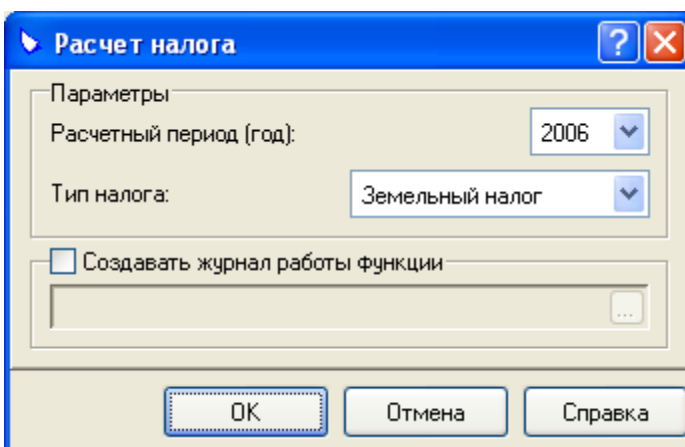 Расчет налога
Параметры
Расчетный период (год): 2006
Тип налога: Земельный налог
Создавать журнал работы функции
...
OK Отмена Справка